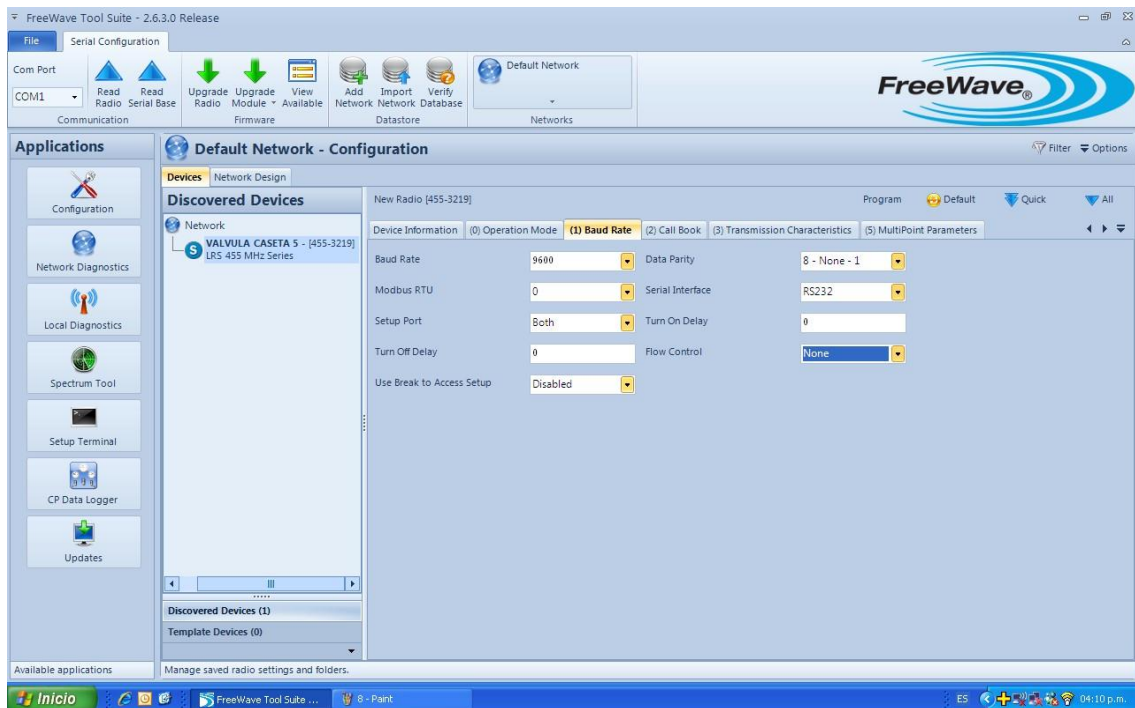 FreeWave Tool Suite - 2.6.3.0 Release
File Serial Configuration
Com Port
COM1
Read Radio
Read Serial Base
Communication
Upgrade Radio
Upgrade Module
View Available
Firmware
Add Network
Import Network
Verify Database
Datastore
Default Network
Networks
FreeWave®
Applications
Configuration
Network Diagnostics
Local Diagnostics
Spectrum Tool
Setup Terminal
CP Data Logger
Updates
Available applications
Default Network - Configuration
Filter Options
Devices Network Design
Discovered Devices
Network
S VALVULA CASETA 5 - [455-3219]
LRS 455 MHz Series
Discovered Devices (1)
Template Devices (0)
New Radio [455-3219] Program Default Quick All
Device Information (0) Operation Mode (1) Baud Rate (2) Call Book (3) Transmission Characteristics (5) MultiPoint Parameters
Baud Rate 9600 Data Parity 8 - None - 1
Modbus RTU 0 Serial Interface RS232
Setup Port Both Turn On Delay 0
Turn Off Delay 0 Flow Control None
Use Break to Access Setup Disabled
Manage saved radio settings and folders.
Inicio FreeWave Tool Suite ... 8 - Paint ES 04:10 p.m.